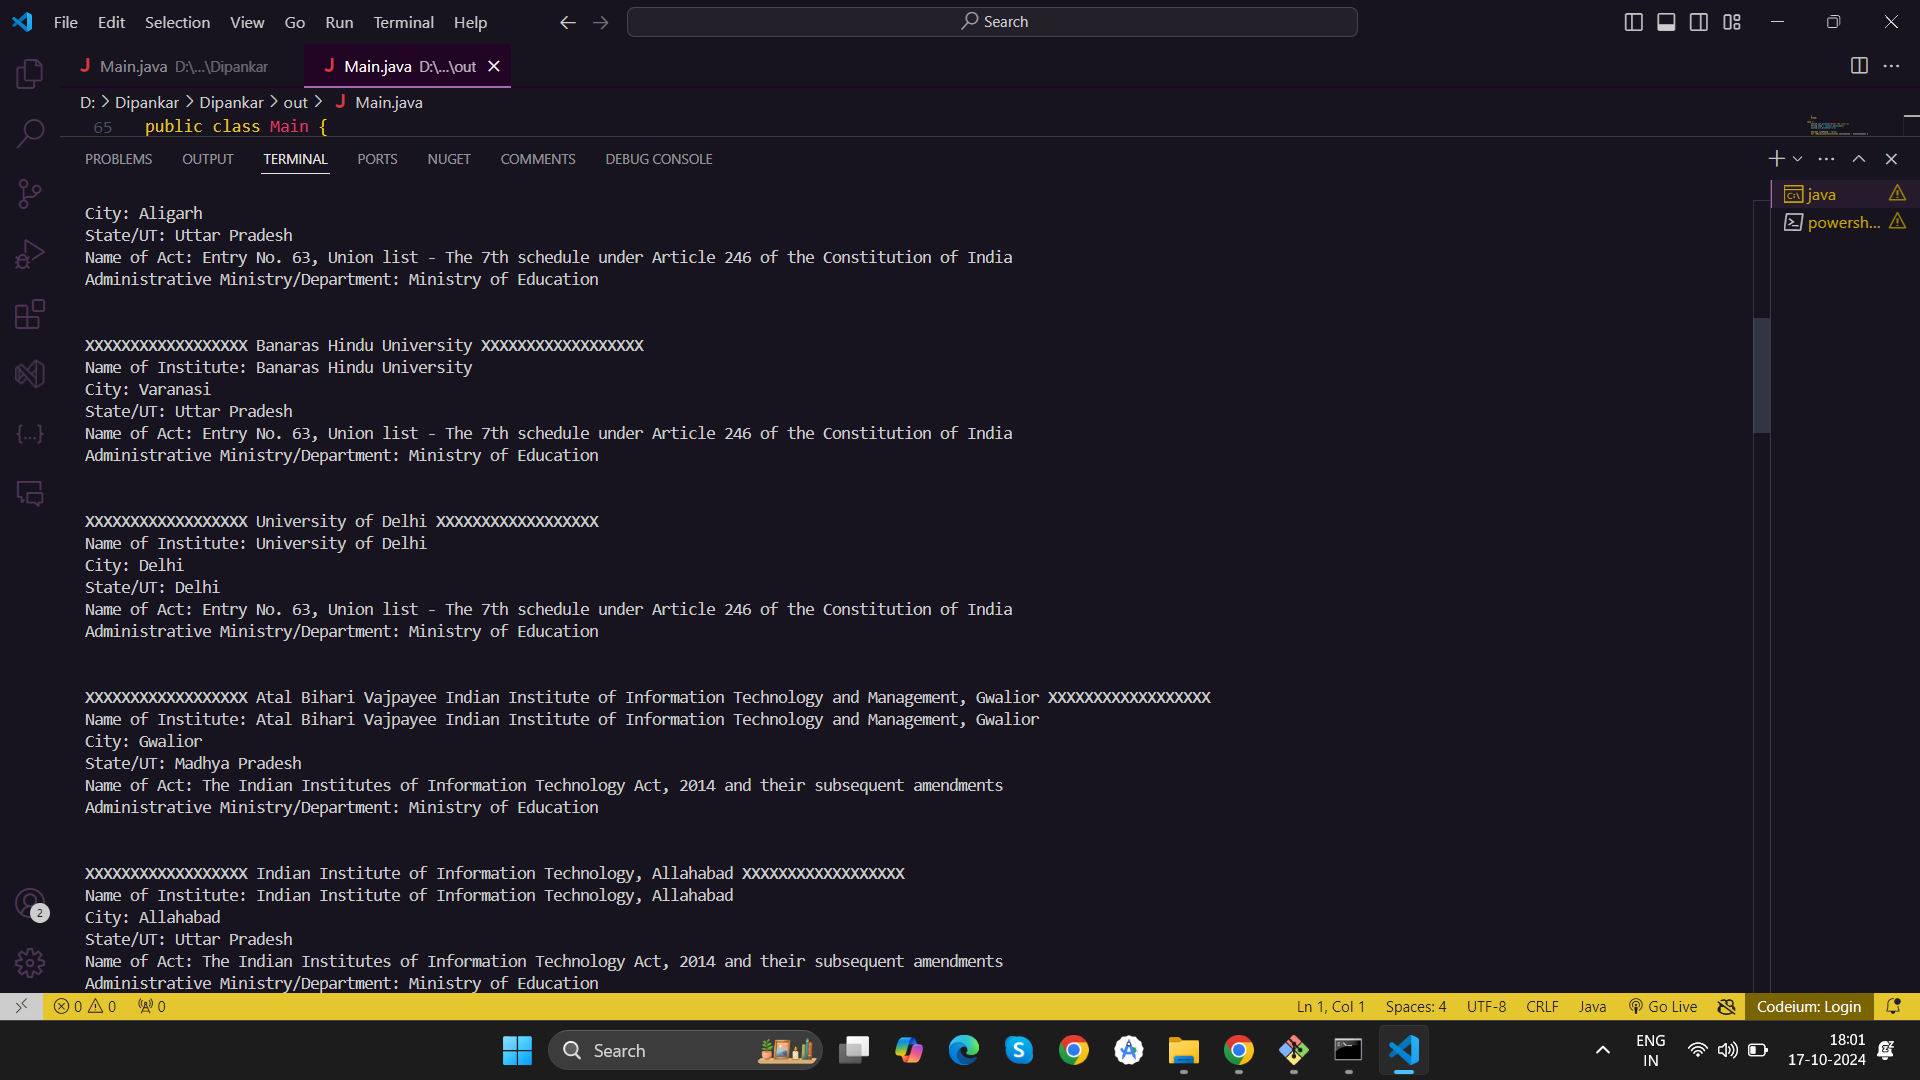 File Edit Selection View Go Run Terminal Help
Search
Main.java D:\...\Dipankar
Main.java D:\...\out
D: > Dipankar > Dipankar > out > Main.java
65 public class Main {
PROBLEMS OUTPUT TERMINAL PORTS NUGET COMMENTS DEBUG CONSOLE
java
powersh...
City: Aligarh
State/UT: Uttar Pradesh
Name of Act: Entry No. 63, Union list - The 7th schedule under Article 246 of the Constitution of India
Administrative Ministry/Department: Ministry of Education
XXXXXXXXXXXXXXXXXX Banaras Hindu University XXXXXXXXXXXXXXXXXX
Name of Institute: Banaras Hindu University
City: Varanasi
State/UT: Uttar Pradesh
Name of Act: Entry No. 63, Union list - The 7th schedule under Article 246 of the Constitution of India
Administrative Ministry/Department: Ministry of Education
XXXXXXXXXXXXXXXXXX University of Delhi XXXXXXXXXXXXXXXXXX
Name of Institute: University of Delhi
City: Delhi
State/UT: Delhi
Name of Act: Entry No. 63, Union list - The 7th schedule under Article 246 of the Constitution of India
Administrative Ministry/Department: Ministry of Education
XXXXXXXXXXXXXXXXXX Atal Bihari Vajpayee Indian Institute of Information Technology and Management, Gwalior XXXXXXXXXXXXXXXXXX
Name of Institute: Atal Bihari Vajpayee Indian Institute of Information Technology and Management, Gwalior
City: Gwalior
State/UT: Madhya Pradesh
Name of Act: The Indian Institutes of Information Technology Act, 2014 and their subsequent amendments
Administrative Ministry/Department: Ministry of Education
XXXXXXXXXXXXXXXXXX Indian Institute of Information Technology, Allahabad XXXXXXXXXXXXXXXXXX
Name of Institute: Indian Institute of Information Technology, Allahabad
City: Allahabad
State/UT: Uttar Pradesh
Name of Act: The Indian Institutes of Information Technology Act, 2014 and their subsequent amendments
Administrative Ministry/Department: Ministry of Education
2
0 0 0 Ln 1, Col 1 Spaces: 4 UTF-8 CRLF Java Go Live Codeium: Login
Search
ENG
IN
18:01
17-10-2024